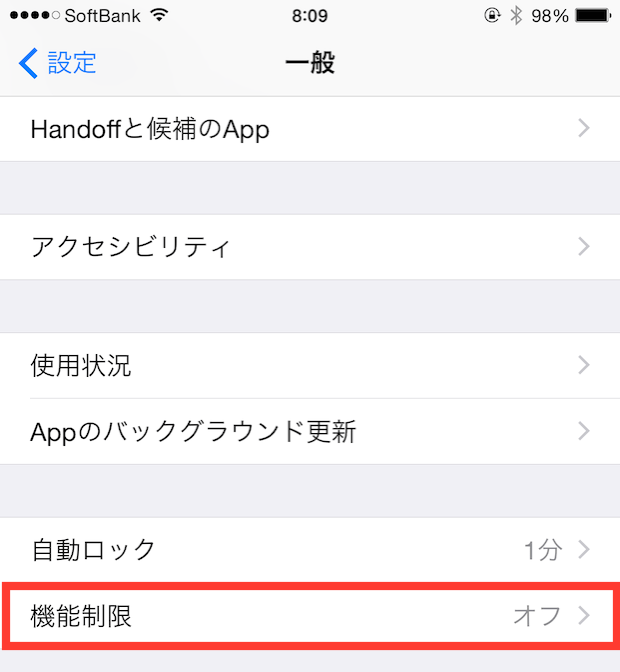 SoftBank 8:09 98%
設定 一般
Handoffと候補のApp
アクセシビリティ
使用状況
Appのバックグラウンド更新
自動ロック 1分
機能制限 オフ